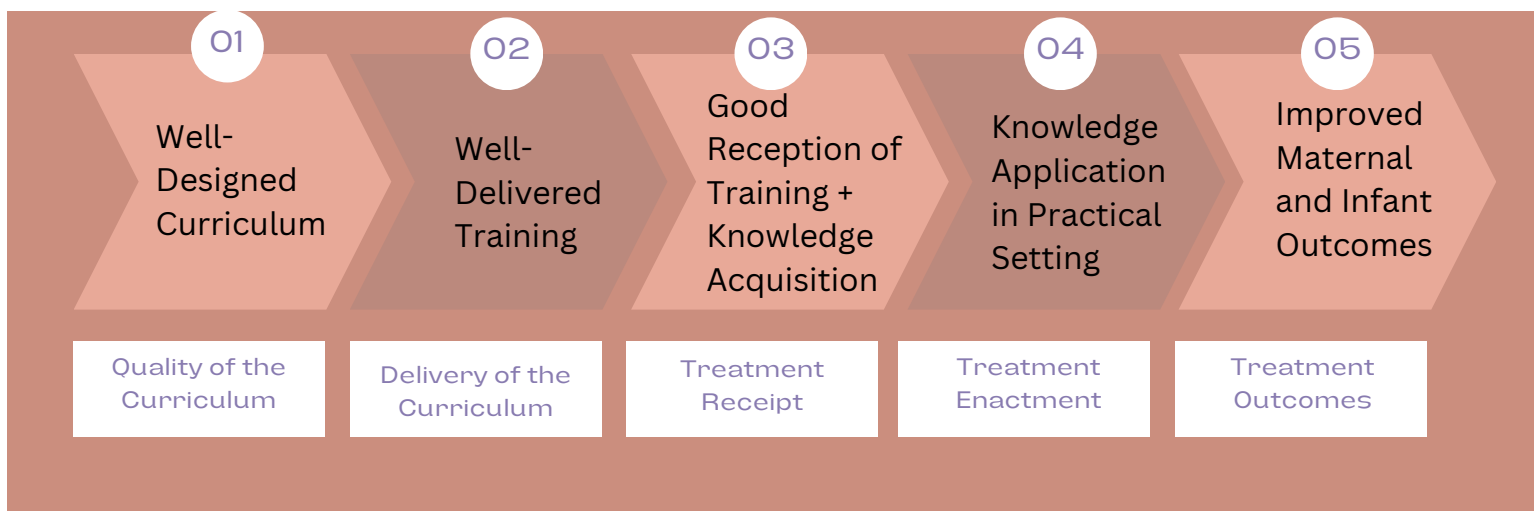 01
Well-
Designed
Curriculum
02
Well-
Delivered
Training
03
Good
Reception of
Training +
Knowledge
Acquisition
04
Knowledge
Application
in Practical
Setting
05
Improved
Maternal
and Infant
Outcomes
Quality of the
Curriculum
Delivery of the
Curriculum
Treatment
Receipt
Treatment
Enactment
Treatment
Outcomes